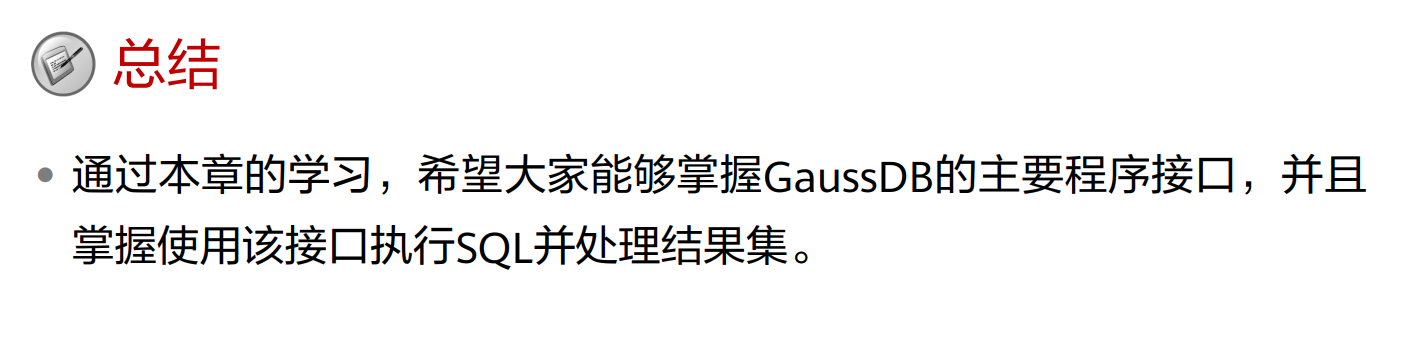 总结
• 通过本章的学习，希望大家能够掌握GaussDB的主要程序接口，并且
掌握使用该接口执行SQL并处理结果集。